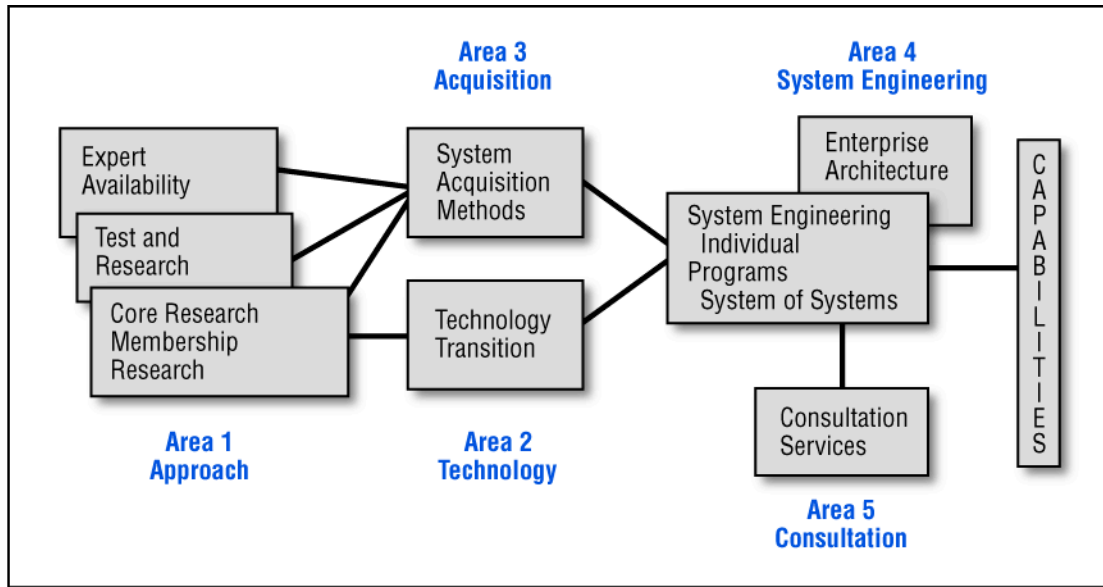 Area 3
Acquisition
Area 4
System Engineering
Expert
Availability
Test and
Research
Core Research
Membership
Research
System
Acquisition
Methods
Technology
Transition
Enterprise
Architecture
System Engineering
Individual
Programs
System of Systems
Consultation
Services
CAPABILITIES
Area 1
Approach
Area 2
Technology
Area 5
Consultation